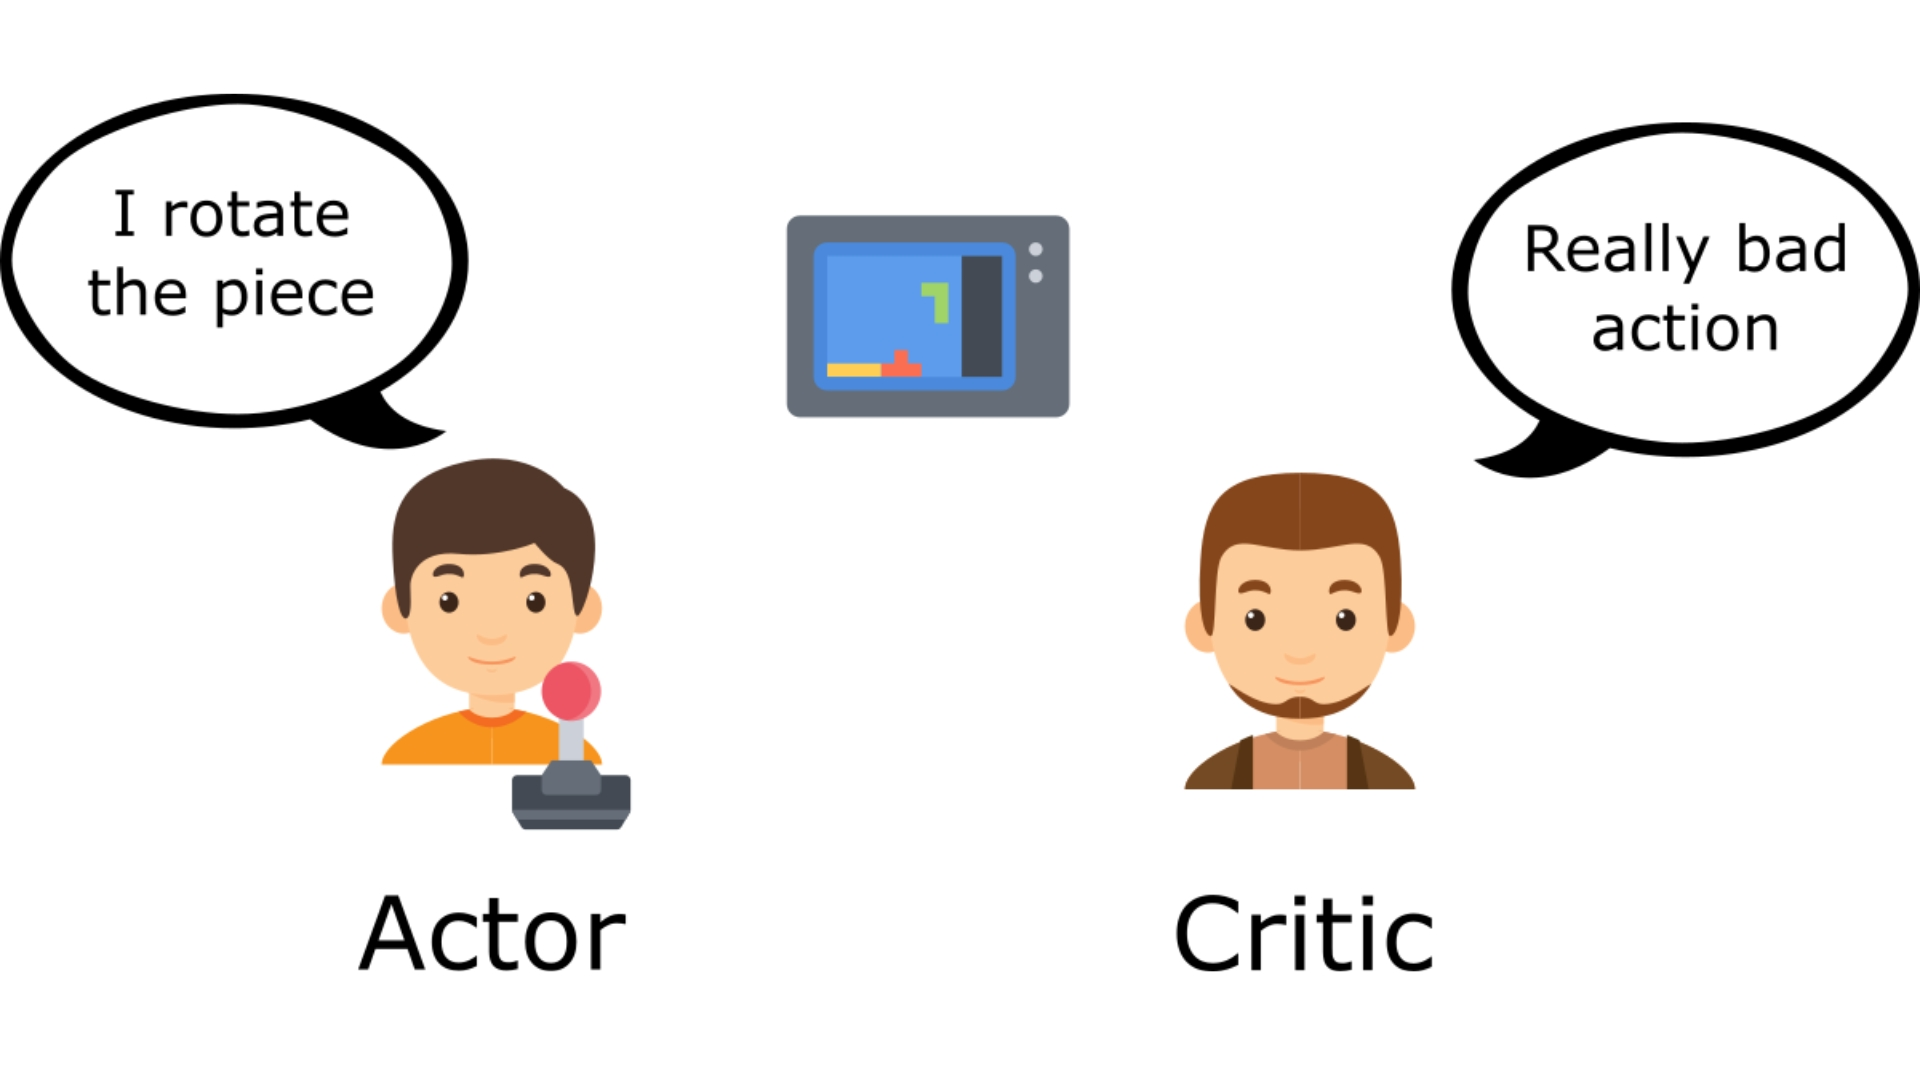 I rotate
the piece
Really bad
action
Actor
Critic